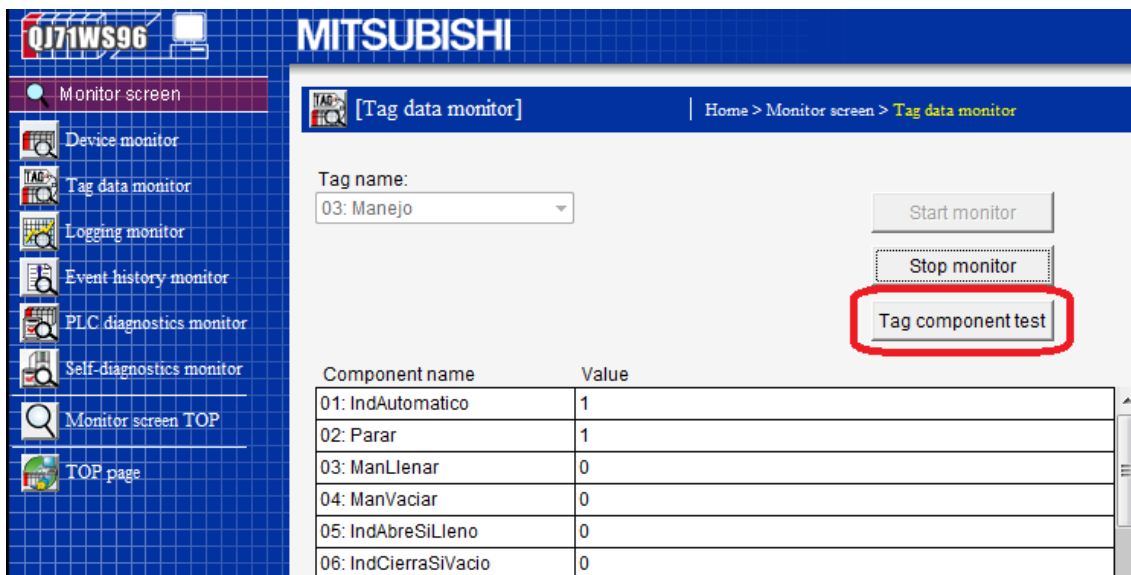 QJ71WS96
MITSUBISHI
Monitor screen
Device monitor
Tag data monitor
Logging monitor
Event history monitor
PLC diagnostics monitor
Self-diagnostics monitor
Monitor screen TOP
TOP page
[Tag data monitor]
Home > Monitor screen > Tag data monitor
Tag name:
03: Manejo
Start monitor
Stop monitor
Tag component test
Component name Value
01: IndAutomatico 1
02: Parar 1
03: ManLlenar 0
04: ManVaciar 0
05: IndAbreSiLleno 0
06: IndCierraSiVacio 0